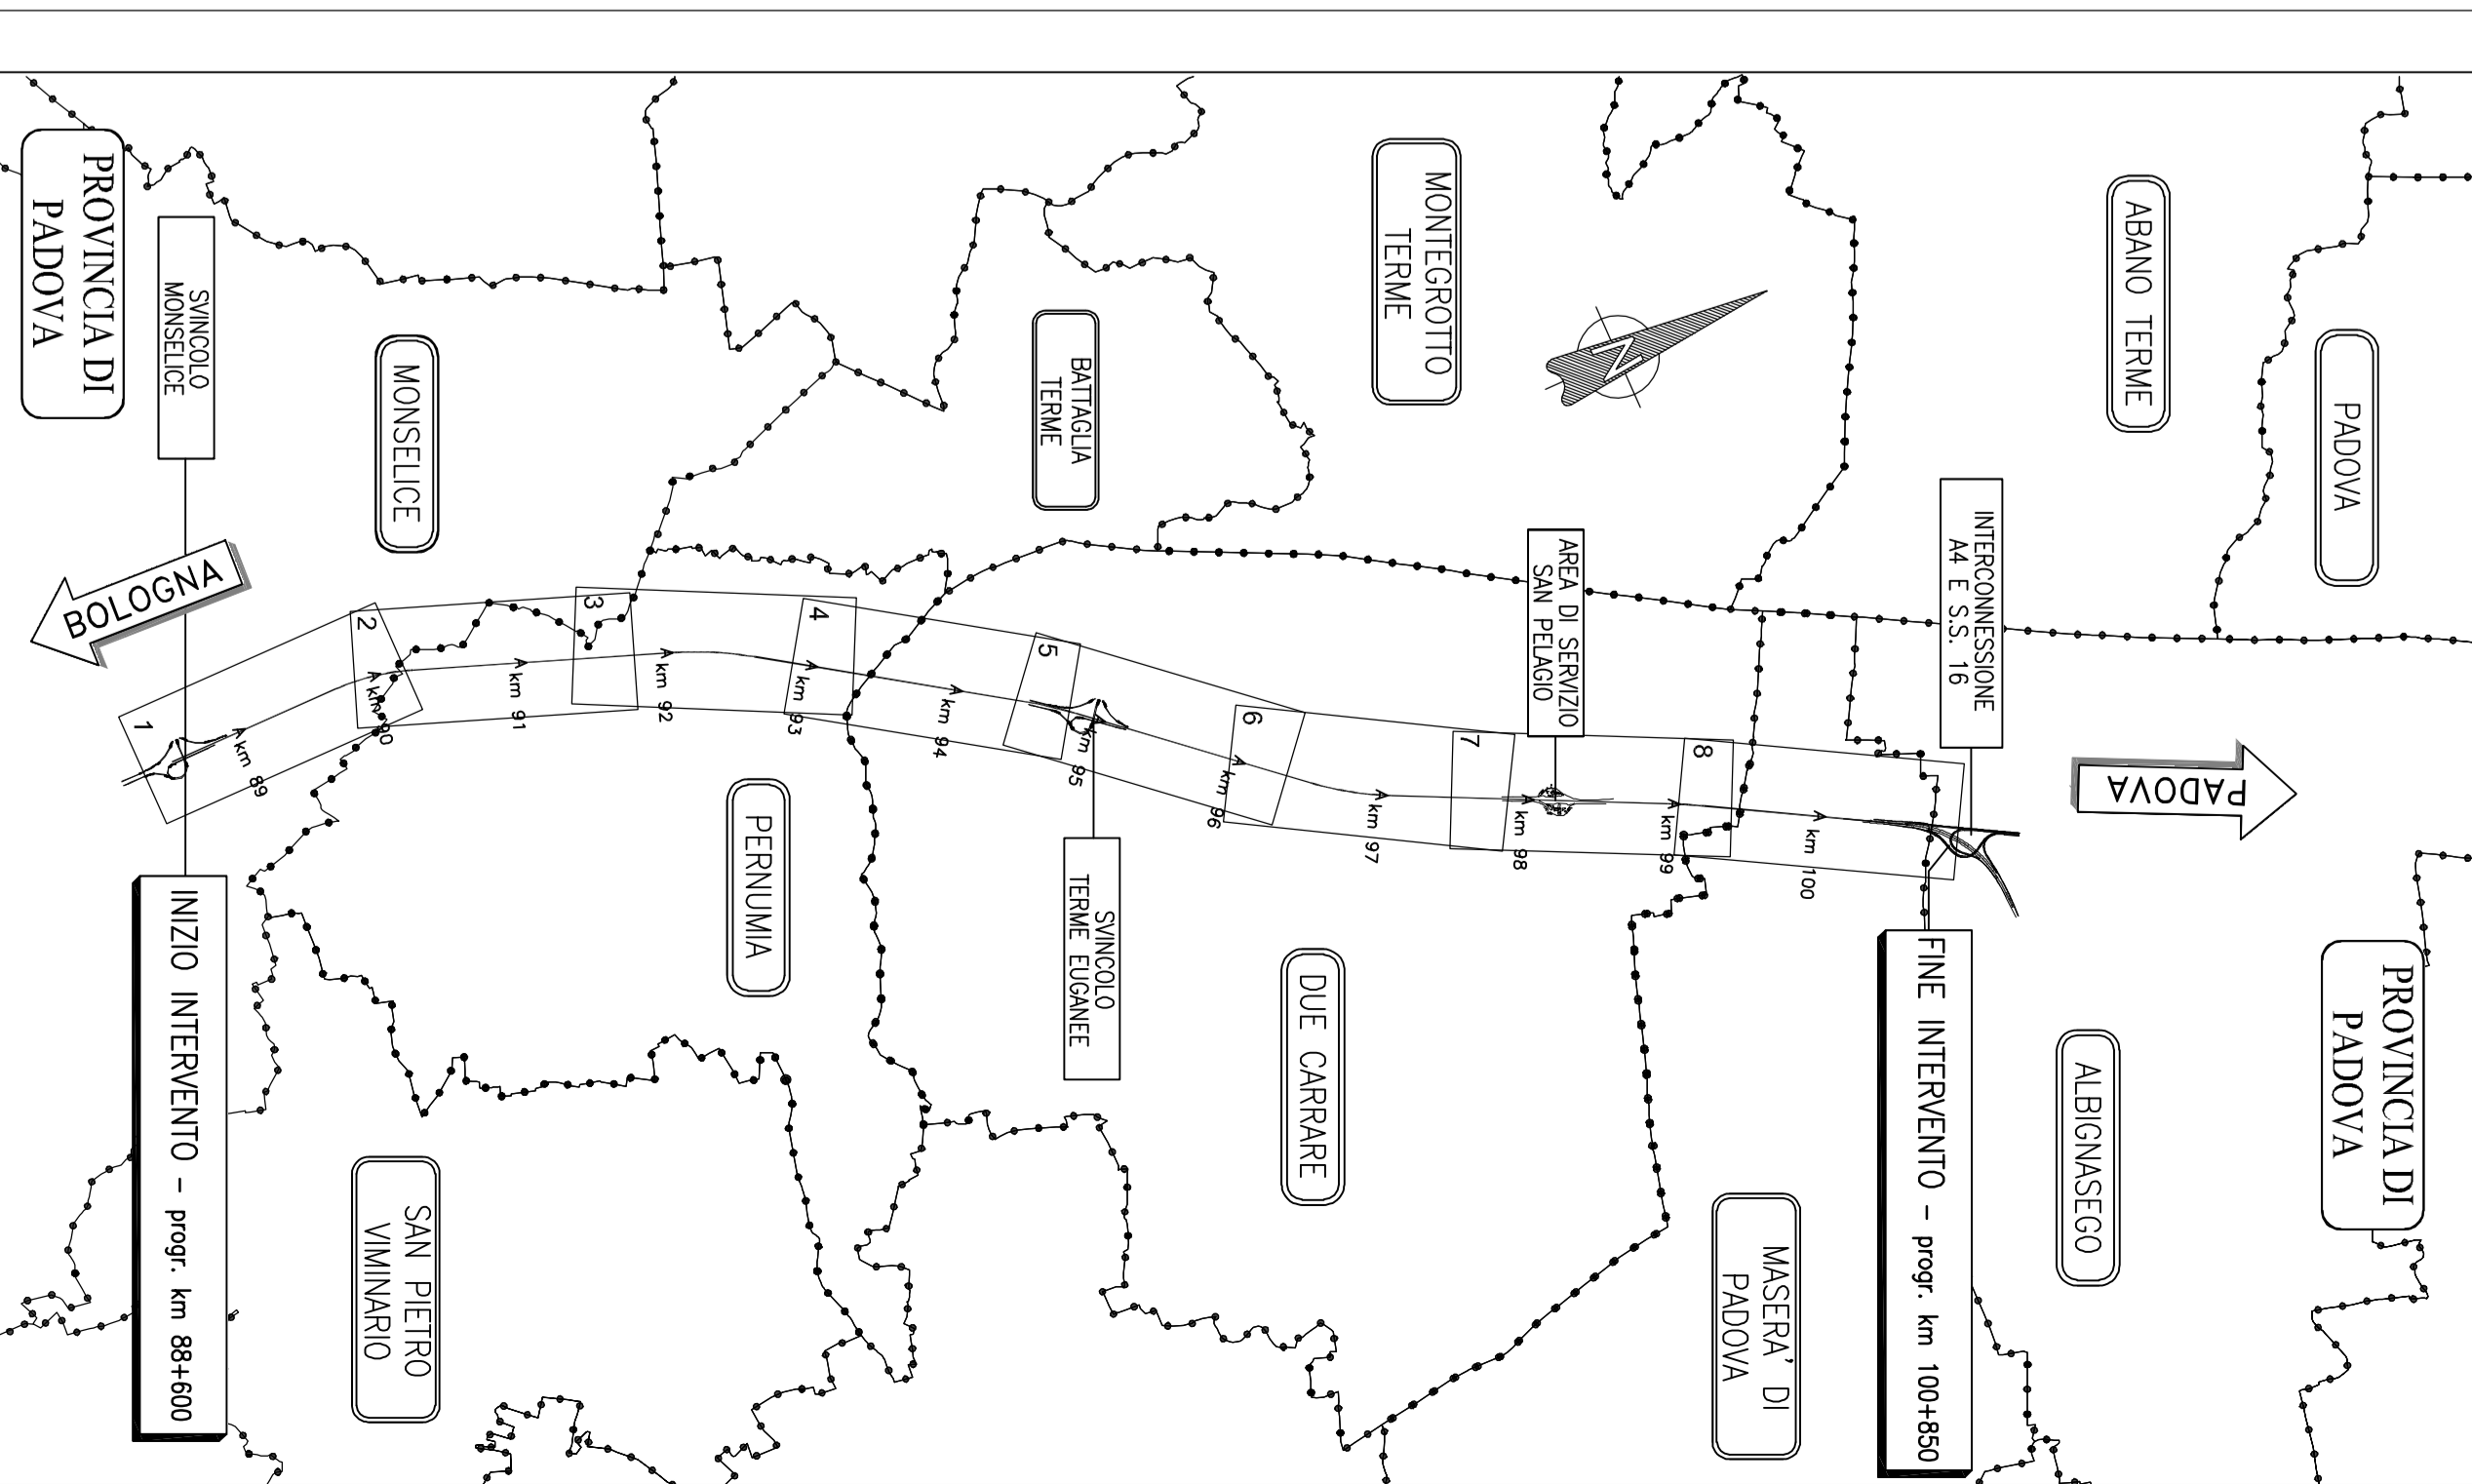 PROVINCIA DI
PADOVA
SVINCOLO
MONSELICE
MONSELICE
BATTAGLIA
TERME
MONTEGROTTO
TERME
ABANO TERME
PADOVA
N
INTERCONNESSIONE
A4 E S.S. 16
AREA DI SERVIZIO
SAN PELAGIO
BOLOGNA
PADOVA
1
2
3
4
5
6
7
8
km 89
km 90
km 91
km 92
km 93
km 94
km 95
km 96
km 97
km 98
km 99
km 100
PERNUMIA
SVINCOLO
TERME EUGANEE
DUE CARRARE
INIZIO INTERVENTO - progr. km 88+600
FINE INTERVENTO - progr. km 100+850
SAN PIETRO
VIMINARIO
MASERA' DI
PADOVA
ALBIGNASEGO
PROVINCIA DI
PADOVA